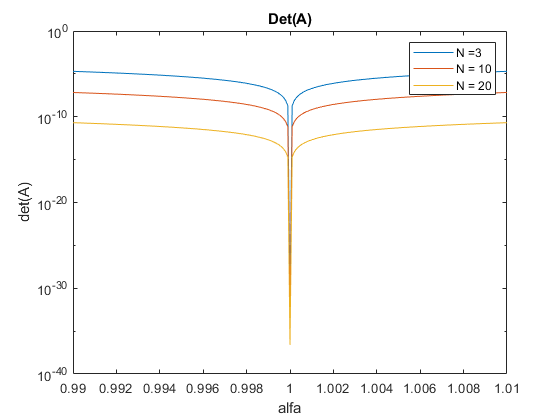 Det(A)
10^0
10^-10
10^-20
10^-30
10^-40
det(A)
N =3
N = 10
N = 20
0.99 0.992 0.994 0.996 0.998 1 1.002 1.004 1.006 1.008 1.01
alfa